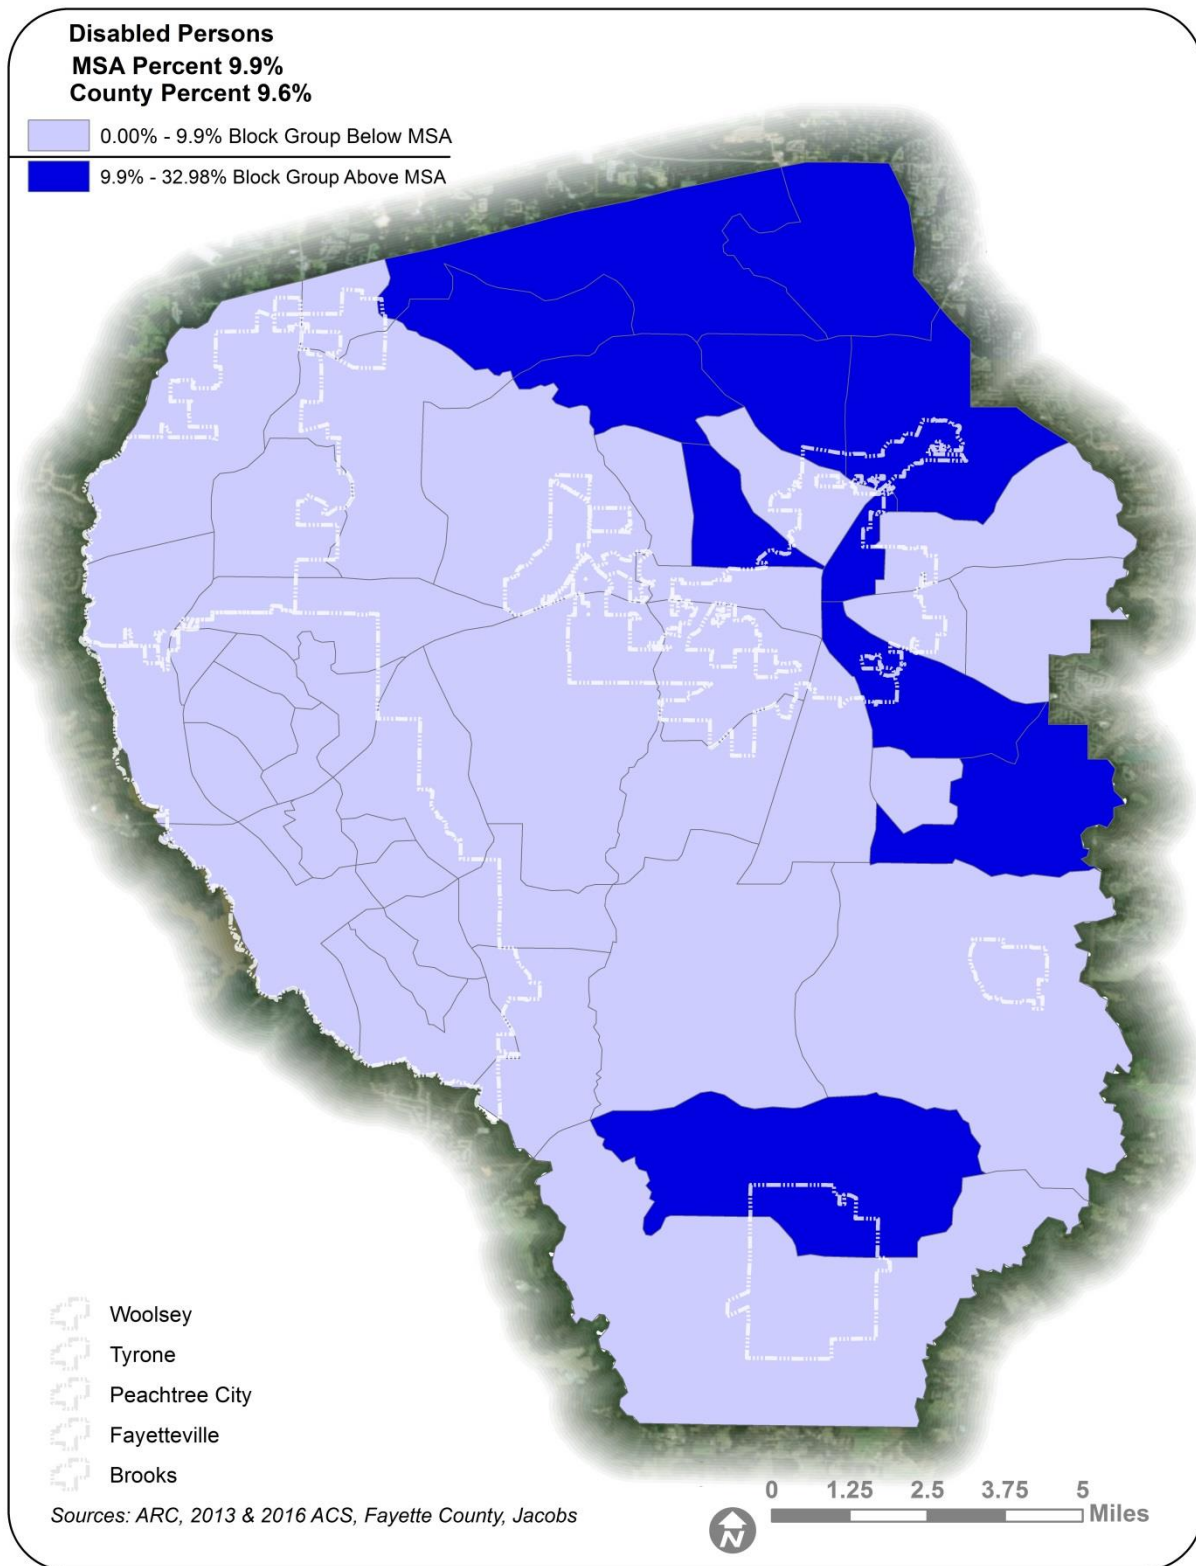 Disabled Persons
MSA Percent 9.9%
County Percent 9.6%
0.00% - 9.9% Block Group Below MSA
9.9% - 32.98% Block Group Above MSA
Woolsey
Tyrone
Peachtree City
Fayetteville
Brooks
Sources: ARC, 2013 & 2016 ACS, Fayette County, Jacobs
N
0 1.25 2.5 3.75 5
Miles